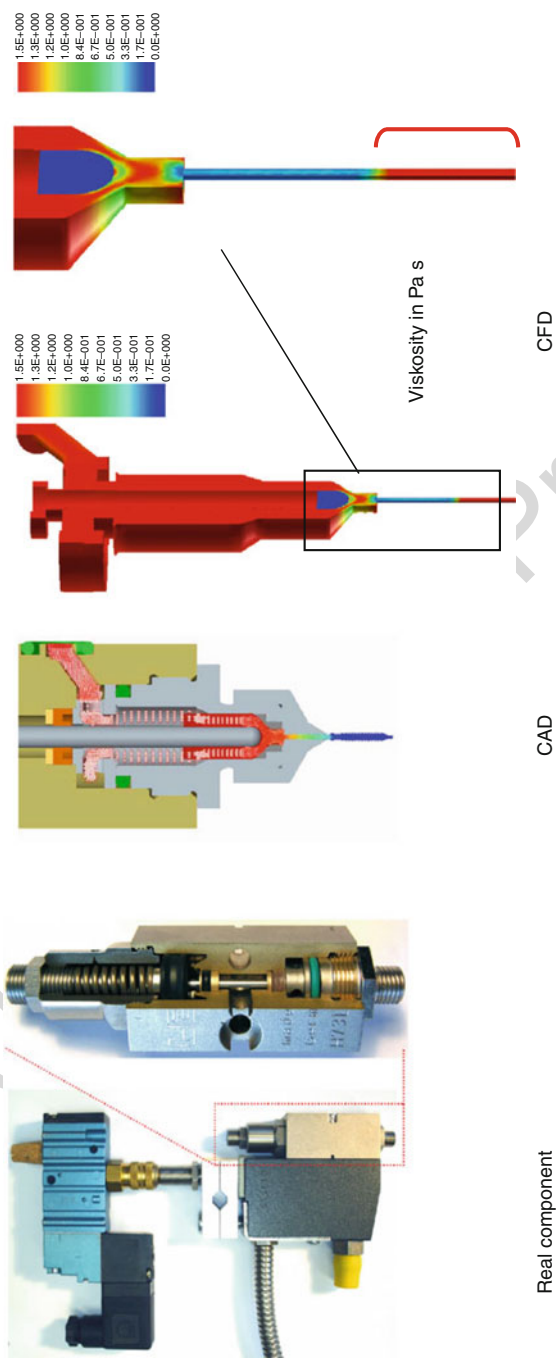 1.5E+000
1.3E+000
1.2E+000
1.0E+000
8.4E–001
6.7E–001
5.0E–001
3.3E–001
1.7E–001
0.0E+000
1.5E+000
1.3E+000
1.2E+000
1.0E+000
8.4E–001
6.7E–001
5.0E–001
3.3E–001
1.7E–001
0.0E+000
Viskosity in Pa s
Real component
CAD
CFD